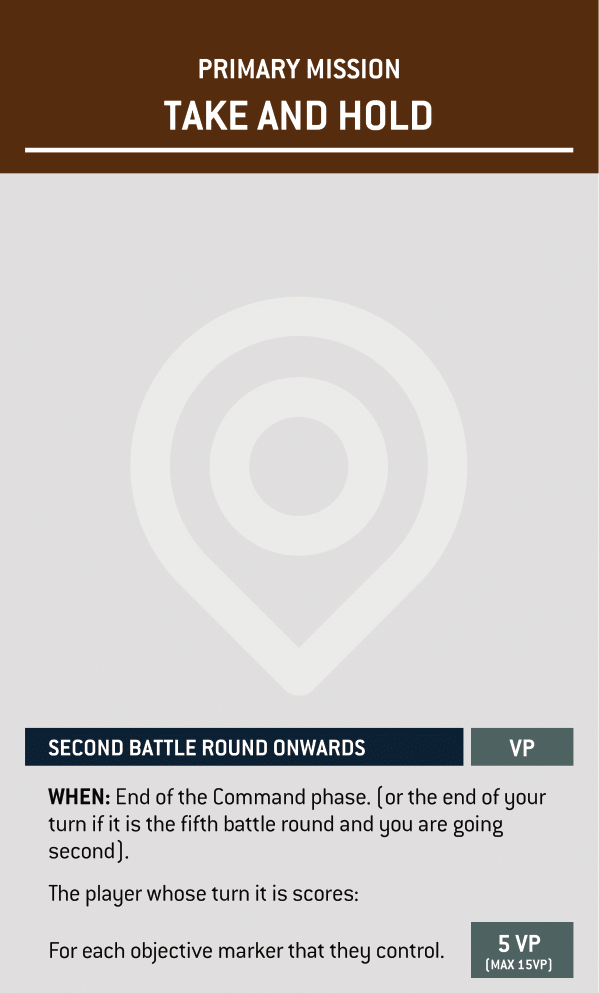 PRIMARY MISSION
TAKE AND HOLD
SECOND BATTLE ROUND ONWARDS
VP
WHEN: End of the Command phase. (or the end of your
turn if it is the fifth battle round and you are going
second).
The player whose turn it is scores:
For each objective marker that they control.
5 VP
(MAX 15VP)